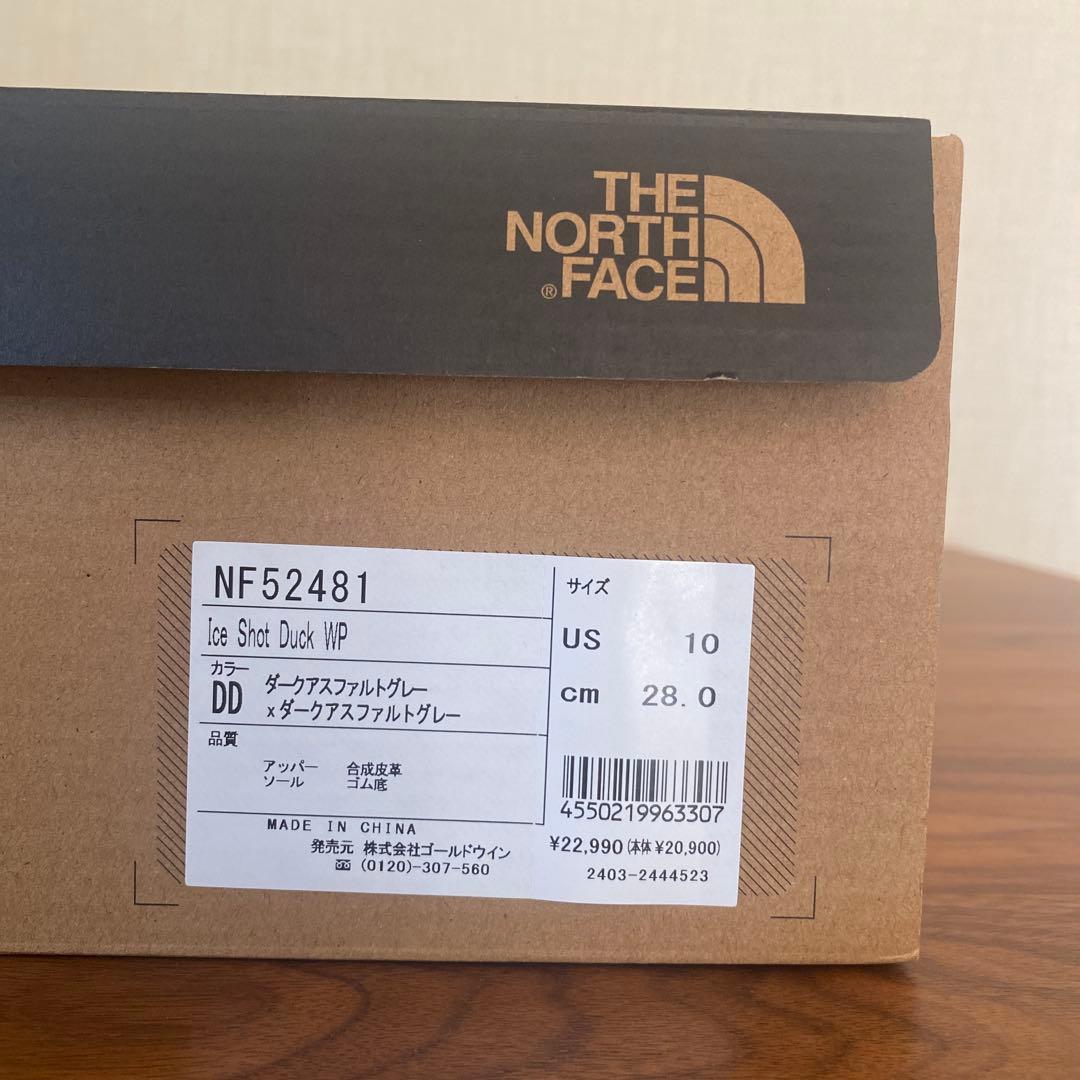 THE
NORTH
® FACE
NF52481
Ice Shot Duck WP
カラー
DD ダークアスファルトグレー
xダークアスファルトグレー
品質
アッパー 合成皮革
ソール ゴム底
MADE IN CHINA
発売元 株式会社ゴールドウイン
(0120)-307-560
サイズ
US 10
cm 28.0
4550219963307
¥22,990(本体 ¥20,900)
2403-2444523